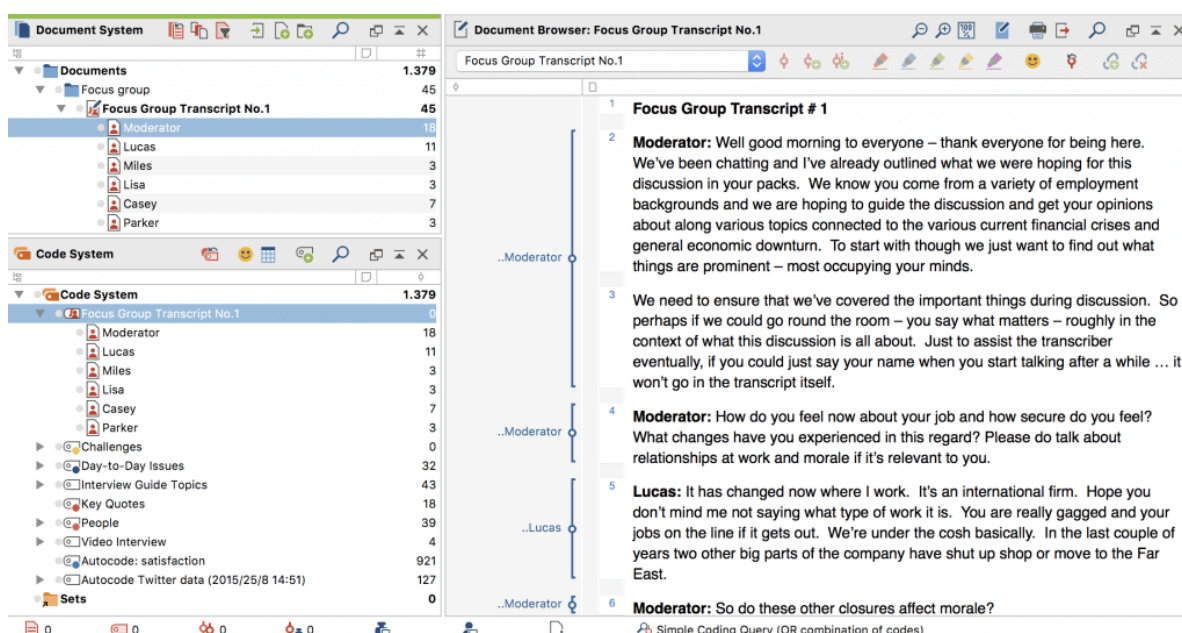 Document System
#
Documents 1.379
Focus group 45
Focus Group Transcript No.1 45
Moderator 18
Lucas 11
Miles 3
Lisa 3
Casey 7
Parker 3
Code System
Code System 1.379
Focus Group Transcript No.1 0
Moderator 18
Lucas 11
Miles 3
Lisa 3
Casey 7
Parker 3
Challenges 0
Day-to-Day Issues 32
Interview Guide Topics 43
Key Quotes 18
People 39
Video Interview 4
Autocode: satisfaction 921
Autocode Twitter data (2015/25/8 14:51) 127
Sets 0
0 0 0 0
Document Browser: Focus Group Transcript No.1
100
%
Focus Group Transcript No.1
1 Focus Group Transcript # 1
2 Moderator: Well good morning to everyone – thank everyone for being here.
We've been chatting and I've already outlined what we were hoping for this
discussion in your packs. We know you come from a variety of employment
backgrounds and we are hoping to guide the discussion and get your opinions
about along various topics connected to the various current financial crises and
general economic downturn. To start with though we just want to find out what
..Moderator
things are prominent – most occupying your minds.
3 We need to ensure that we've covered the important things during discussion. So
perhaps if we could go round the room – you say what matters – roughly in the
context of what this discussion is all about. Just to assist the transcriber
eventually, if you could just say your name when you start talking after a while … it
won't go in the transcript itself.
4 Moderator: How do you feel now about your job and how secure do you feel?
..Moderator
What changes have you experienced in this regard? Please do talk about
relationships at work and morale if it's relevant to you.
5 Lucas: It has changed now where I work. It's an international firm. Hope you
don't mind me not saying what type of work it is. You are really gagged and your
..Lucas
jobs on the line if it gets out. We're under the cosh basically. In the last couple of
years two other big parts of the company have shut up shop or move to the Far
East.
..Moderator
6 Moderator: So do these other closures affect morale?
Simple Coding Query (OR combination of codes)